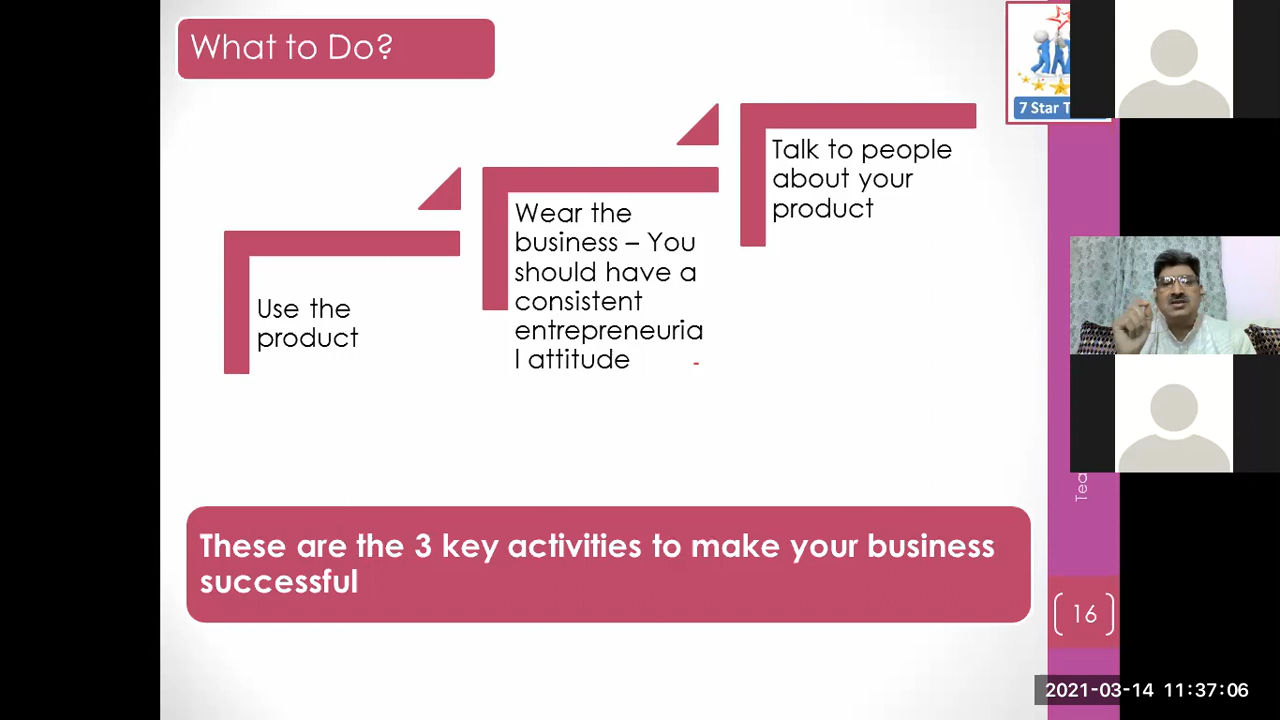 What to Do?
7 Star T
Talk to people
about your
product
Wear the
business – You
should have a
consistent
entrepreneuria
l attitude
Use the
product
These are the 3 key activities to make your business
successful
Tea
16
2021-03-14 11:37:06